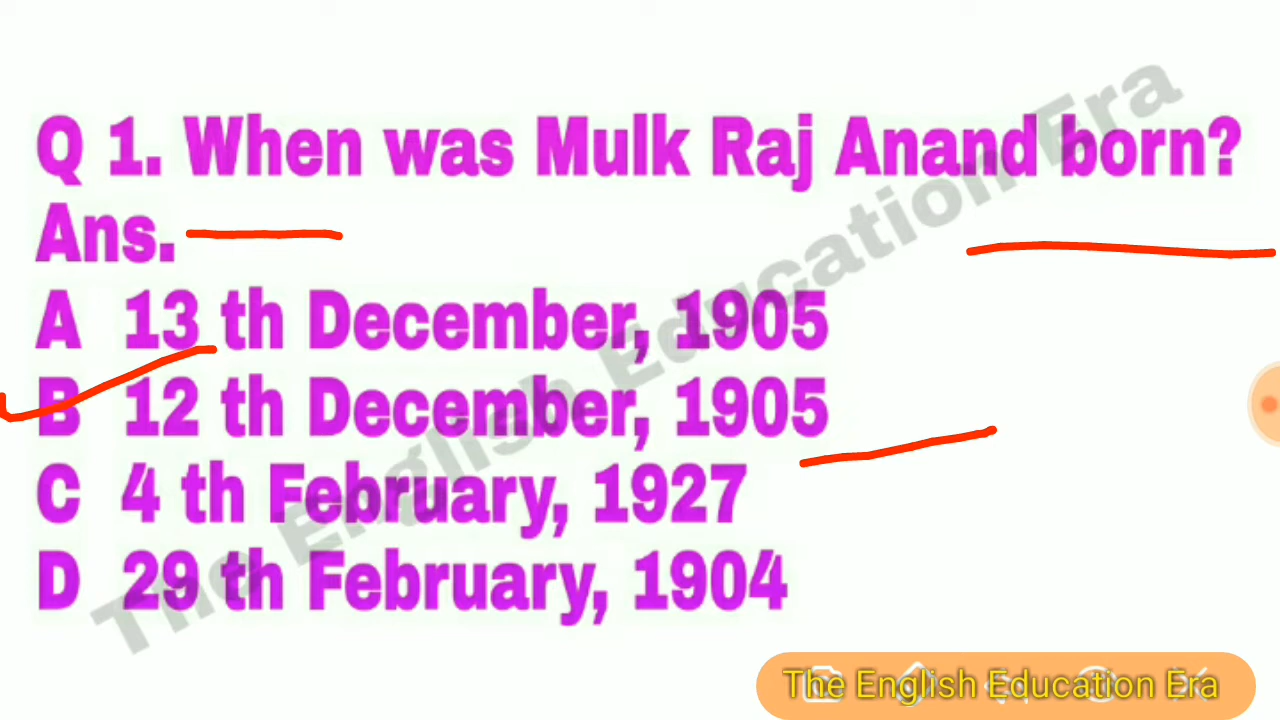 Q 1. When was Mulk Raj Anand born?
Ans.
A 13 th December, 1905
B 12 th December, 1905
C 4 th February, 1927
D 29 th February, 1904
The English Education Era
The English Education Era